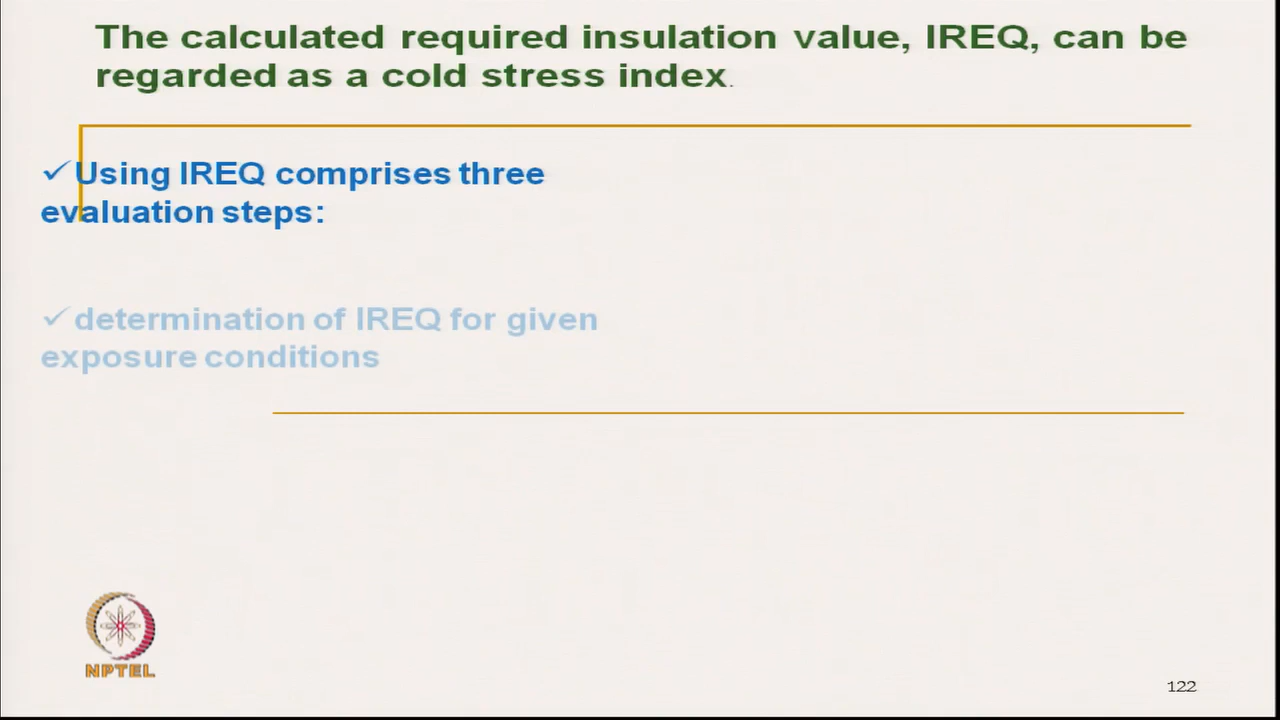 The calculated required insulation value, IREQ, can be
regarded as a cold stress index.
✓Using IREQ comprises three
evaluation steps:
✓determination of IREQ for given
exposure conditions
NPTEL
122